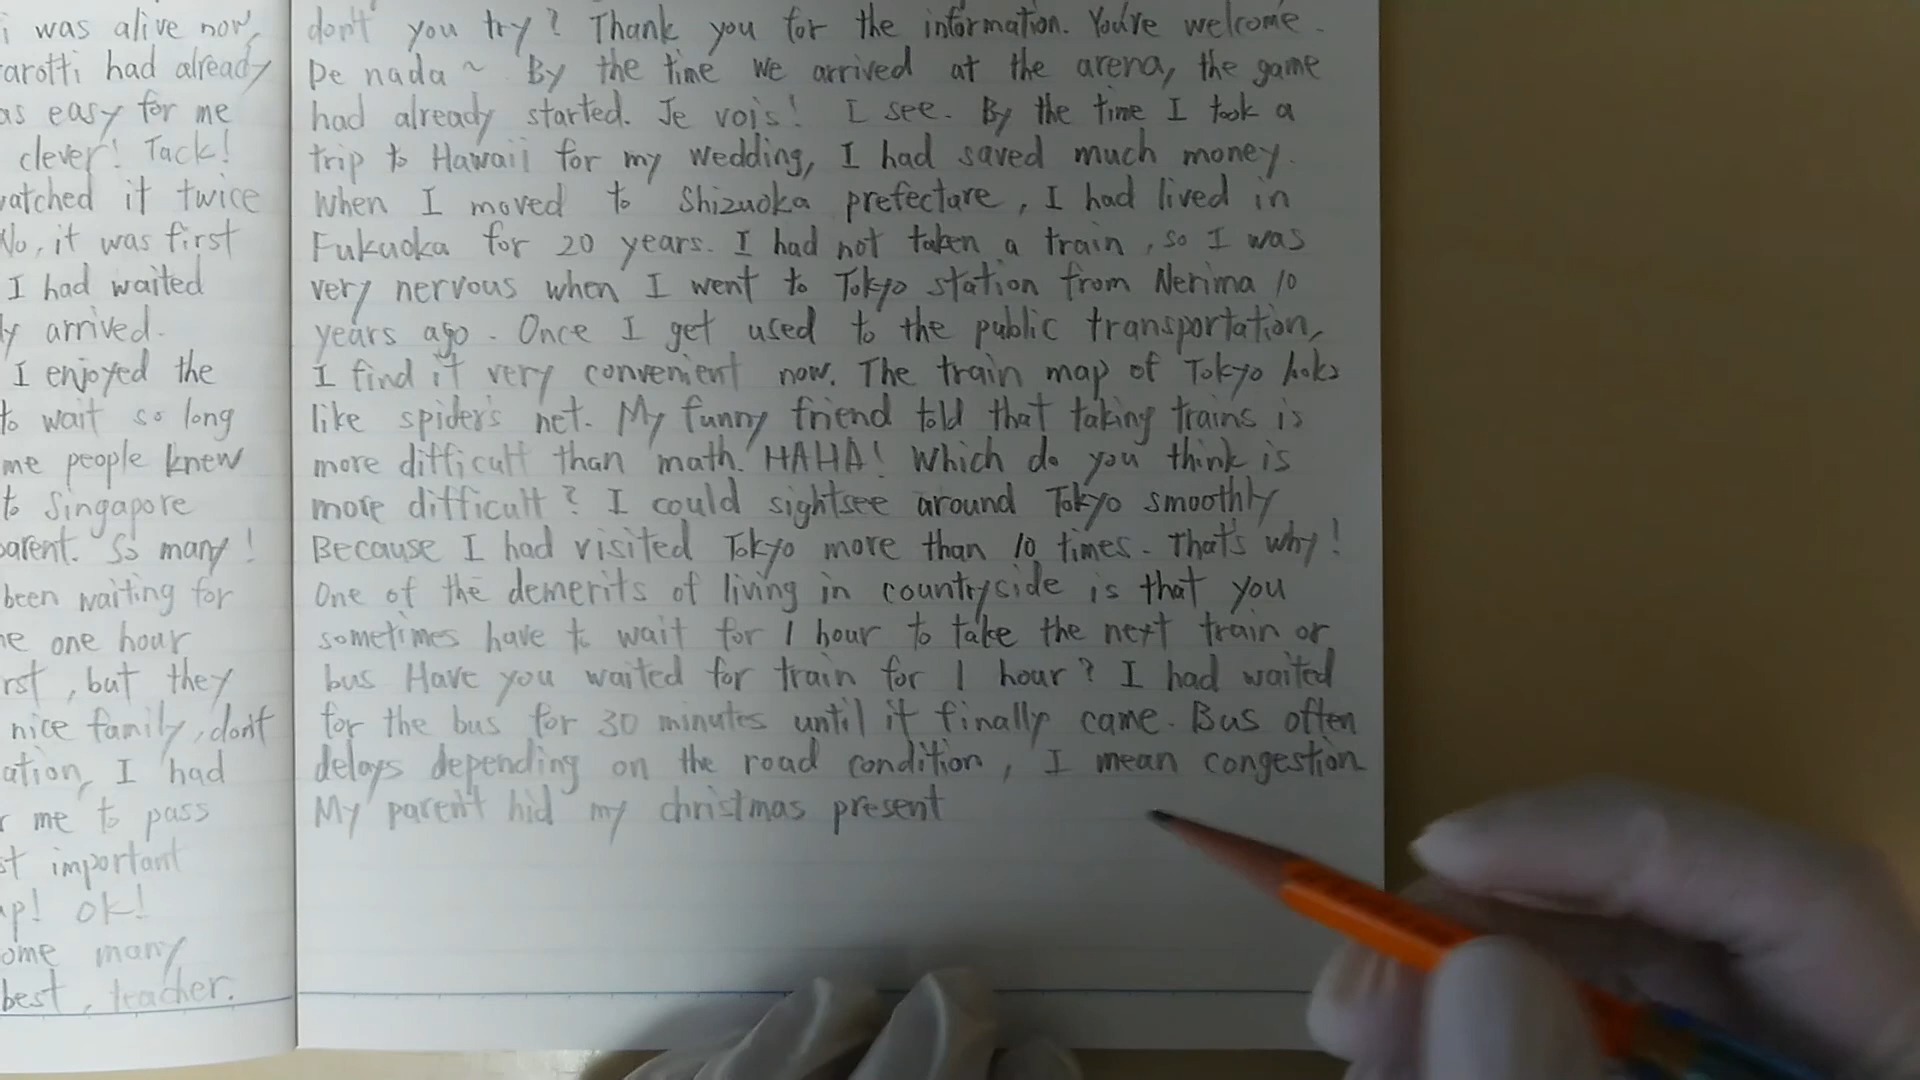 i was alive now,
arotti had already
as easy for me
clever! Tack!
watched it twice
No, it was first
I had waited
ly arrived.
I enjoyed the
to wait so long
me people knew
to Singapore
parent. So many!
been waiting for
ne one hour
rst, but they
nice family, don't
ation, I had
r me to pass
st important
up! ok!
ome many
best, teacher.
don't you try? Thank you for the information. You're welcome.
De nada ~ By the time we arrived at the arena, the game
had already started. Je vois! I see. By the time I took a
trip to Hawaii for my wedding, I had saved much money.
When I moved to Shizuoka prefecture, I had lived in
Fukuoka for 20 years. I had not taken a train, so I was
very nervous when I went to Tokyo station from Nerima 10
years ago. Once I get used to the public transportation,
I find it very convenient now. The train map of Tokyo looks
like spider's net. My funny friend told that taking trains is
more difficult than math. HAHA! Which do you think is
more difficult? I could sightsee around Tokyo smoothly
Because I had visited Tokyo more than 10 times. That's why!
One of the demerits of living in countryside is that you
sometimes have to wait for 1 hour to take the next train or
bus Have you waited for train for 1 hour? I had waited
for the bus for 30 minutes until it finally came. Bus often
delays depending on the road condition, I mean congestion
My parent hid my christmas present